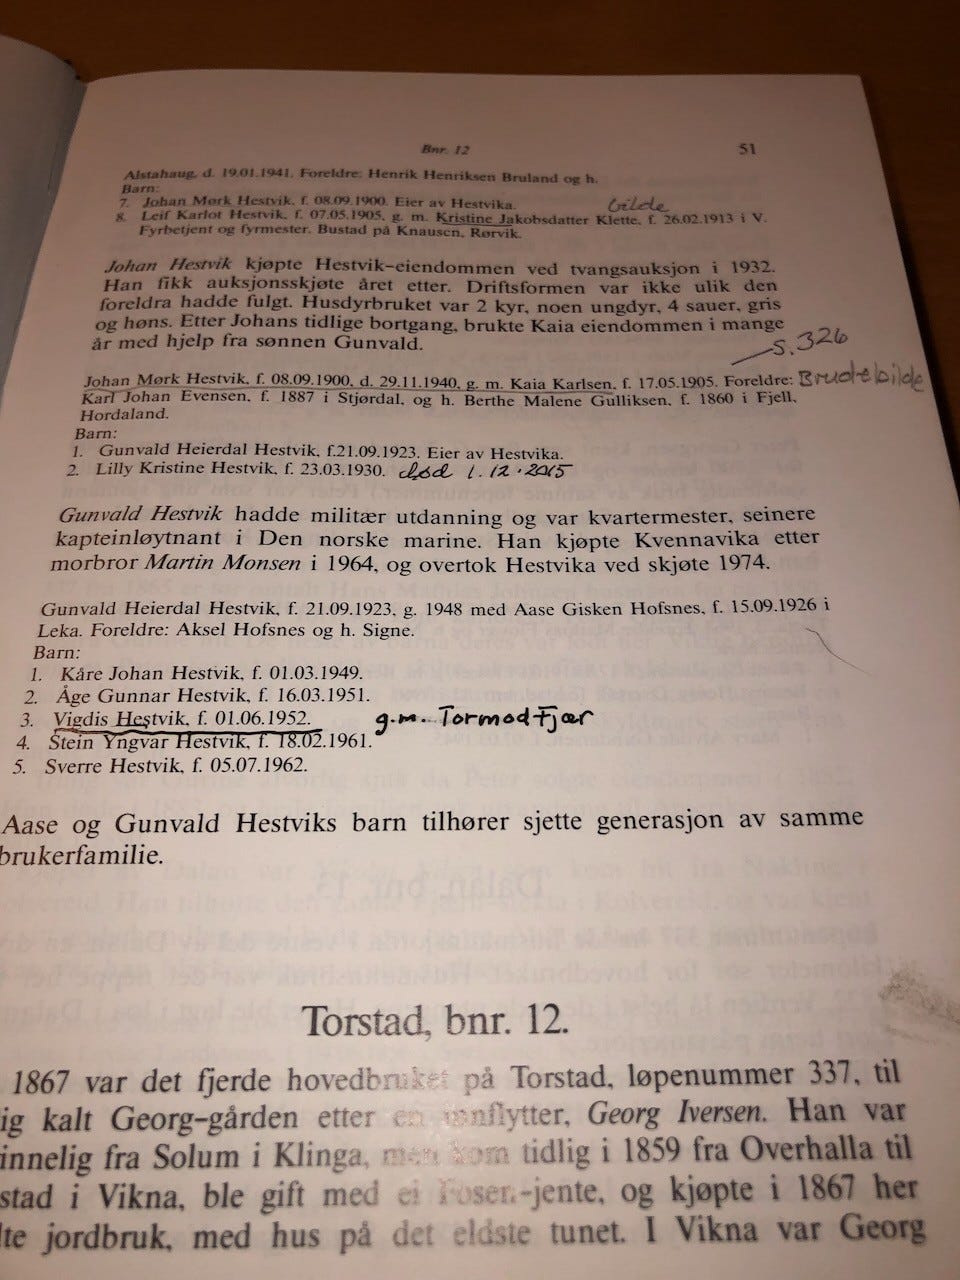 Bnr. 12 51
Alstahaug, d. 19.01.1941. Foreldre: Henrik Henriksen Bruland og h.
Barn:
7. Johan Mørk Hestvik, f. 08.09.1900. Eier av Hestvika. bilde
8. Leif Karlot Hestvik, f. 07.05.1905, g. m. Kristine Jakobsdatter Klette, f. 26.02.1913 i V.
Fyrbetjent og fyrmester. Bustad på Knausen, Rørvik.
Johan Hestvik kjøpte Hestvik-eiendommen ved tvangsauksjon i 1932.
Han fikk auksjonsskjøte året etter. Driftsformen var ikke ulik den
foreldra hadde fulgt. Husdyrbruket var 2 kyr, noen ungdyr, 4 sauer, gris
og høns. Etter Johans tidlige bortgang, brukte Kaia eiendommen i mange
år med hjelp fra sønnen Gunvald.
s. 326
Johan Mørk Hestvik, f. 08.09.1900, d. 29.11.1940, g. m. Kaia Karlsen, f. 17.05.1905. Foreldre: Brudebilde
Karl Johan Evensen, f. 1887 i Stjørdal, og h. Berthe Malene Gulliksen, f. 1860 i Fjell,
Hordaland.
Barn:
1. Gunvald Heierdal Hestvik, f.21.09.1923. Eier av Hestvika.
2. Lilly Kristine Hestvik, f. 23.03.1930. død 1.12.2015
Gunvald Hestvik hadde militær utdanning og var kvartermester, seinere
kapteinløytnant i Den norske marine. Han kjøpte Kvennavika etter
morbror Martin Monsen i 1964, og overtok Hestvika ved skjøte 1974.
Gunvald Heierdal Hestvik, f. 21.09.1923, g. 1948 med Aase Gisken Hofsnes, f. 15.09.1926 i
Leka. Foreldre: Aksel Hofsnes og h. Signe.
Barn:
1. Kåre Johan Hestvik, f. 01.03.1949.
2. Åge Gunnar Hestvik, f. 16.03.1951.
3. Vigdis Hestvik, f. 01.06.1952. g.m. Tormod Fjær
4. Stein Yngvar Hestvik, f. 18.02.1961.
5. Sverre Hestvik, f. 05.07.1962.
Aase og Gunvald Hestviks barn tilhører sjette generasjon av samme
brukerfamilie.
Torstad, bnr. 12.
1867 var det fjerde hovedbruket på Torstad, løpenummer 337, til
ig kalt Georg-gården etter en innflytter, Georg Iversen. Han var
innelig fra Solum i Klinga, men kom tidlig i 1859 fra Overhalla til
stad i Vikna, ble gift med ei Fosen-jente, og kjøpte i 1867 her
lte jordbruk, med hus på det eldste tunet. I Vikna var Georg